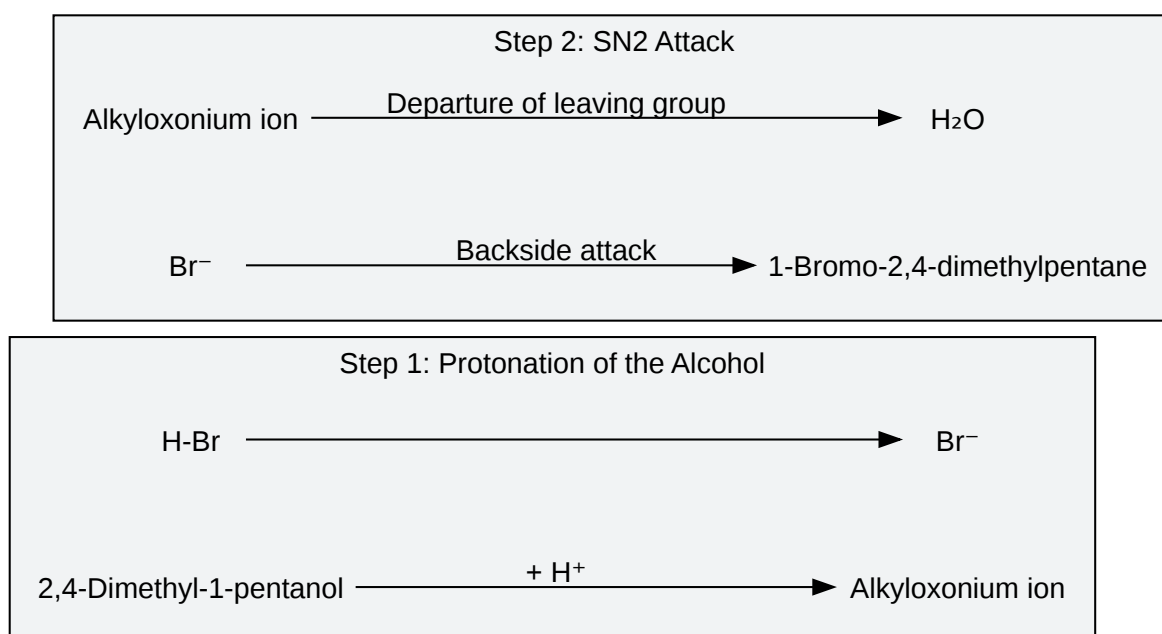 Step 2: SN2 Attack
Alkyloxonium ion
Departure of leaving group
H₂O
Br⁻
Backside attack
1-Bromo-2,4-dimethylpentane
Step 1: Protonation of the Alcohol
H-Br
Br⁻
2,4-Dimethyl-1-pentanol
+ H⁺
Alkyloxonium ion